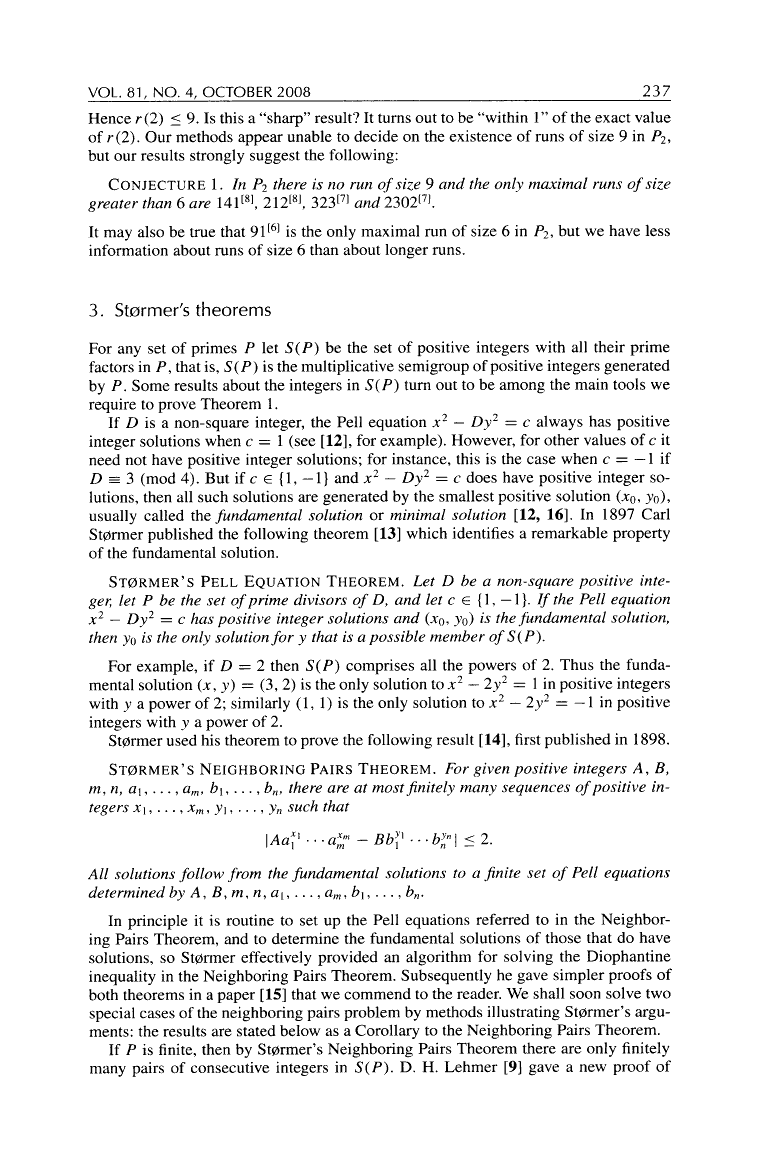 VOL. 81, NO. 4, OCTOBER 2008 237
Hence r(2) ≤ 9. Is this a “sharp” result? It turns out to be “within 1” of the exact value
of r(2). Our methods appear unable to decide on the existence of runs of size 9 in P₂,
but our results strongly suggest the following:
CONJECTURE 1. In P₂ there is no run of size 9 and the only maximal runs of size
greater than 6 are 141^[8], 212^[8], 323^[7] and 2302^[7].
It may also be true that 91^[6] is the only maximal run of size 6 in P₂, but we have less
information about runs of size 6 than about longer runs.
3. Størmer's theorems
For any set of primes P let S(P) be the set of positive integers with all their prime
factors in P, that is, S(P) is the multiplicative semigroup of positive integers generated
by P. Some results about the integers in S(P) turn out to be among the main tools we
require to prove Theorem 1.
If D is a non-square integer, the Pell equation x² − Dy² = c always has positive
integer solutions when c = 1 (see [12], for example). However, for other values of c it
need not have positive integer solutions; for instance, this is the case when c = −1 if
D ≡ 3 (mod 4). But if c ∈ {1, −1} and x² − Dy² = c does have positive integer so-
lutions, then all such solutions are generated by the smallest positive solution (x₀, y₀),
usually called the fundamental solution or minimal solution [12, 16]. In 1897 Carl
Størmer published the following theorem [13] which identifies a remarkable property
of the fundamental solution.
STØRMER'S PELL EQUATION THEOREM. Let D be a non-square positive inte-
ger, let P be the set of prime divisors of D, and let c ∈ {1, −1}. If the Pell equation
x² − Dy² = c has positive integer solutions and (x₀, y₀) is the fundamental solution,
then y₀ is the only solution for y that is a possible member of S(P).
For example, if D = 2 then S(P) comprises all the powers of 2. Thus the funda-
mental solution (x, y) = (3, 2) is the only solution to x² − 2y² = 1 in positive integers
with y a power of 2; similarly (1, 1) is the only solution to x² − 2y² = −1 in positive
integers with y a power of 2.
Størmer used his theorem to prove the following result [14], first published in 1898.
STØRMER'S NEIGHBORING PAIRS THEOREM. For given positive integers A, B,
m, n, a₁, . . . , aₘ, b₁, . . . , bₙ, there are at most finitely many sequences of positive in-
tegers x₁, . . . , xₘ, y₁, . . . , yₙ such that
|Aa₁^{x₁} · · · aₘ^{xₘ} − Bb₁^{y₁} · · · bₙ^{yₙ}| ≤ 2.
All solutions follow from the fundamental solutions to a finite set of Pell equations
determined by A, B, m, n, a₁, . . . , aₘ, b₁, . . . , bₙ.
In principle it is routine to set up the Pell equations referred to in the Neighbor-
ing Pairs Theorem, and to determine the fundamental solutions of those that do have
solutions, so Størmer effectively provided an algorithm for solving the Diophantine
inequality in the Neighboring Pairs Theorem. Subsequently he gave simpler proofs of
both theorems in a paper [15] that we commend to the reader. We shall soon solve two
special cases of the neighboring pairs problem by methods illustrating Størmer's argu-
ments: the results are stated below as a Corollary to the Neighboring Pairs Theorem.
If P is finite, then by Størmer's Neighboring Pairs Theorem there are only finitely
many pairs of consecutive integers in S(P). D. H. Lehmer [9] gave a new proof of